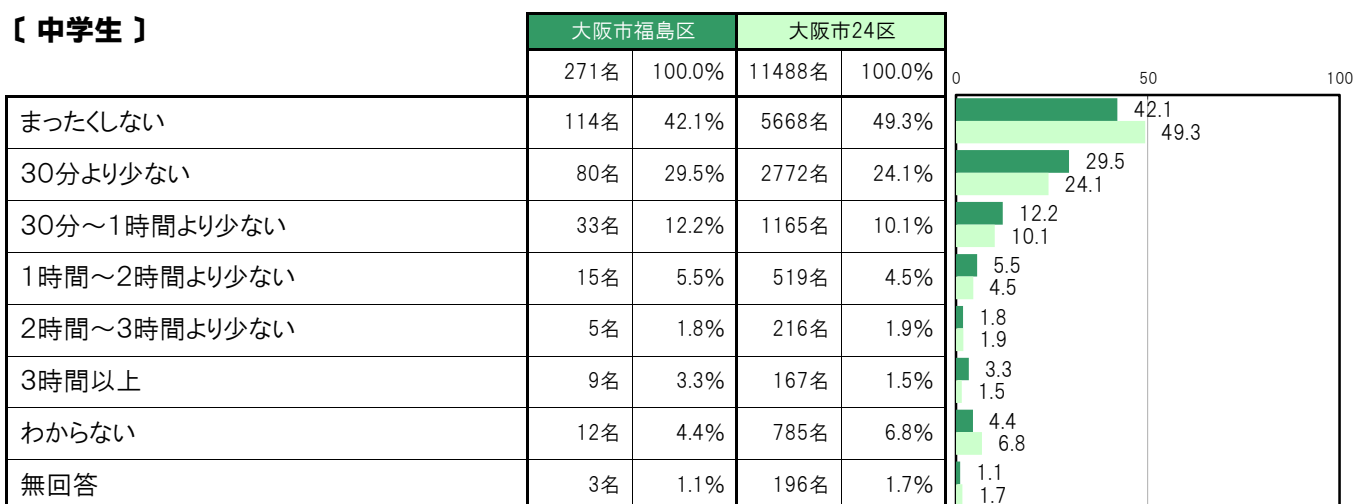 〔 中学生 〕
大阪市福島区 大阪市24区
271名 100.0% 11488名 100.0%
0 50 100
まったくしない 114名 42.1% 5668名 49.3% 42.1
49.3
30分より少ない 80名 29.5% 2772名 24.1% 29.5
24.1
30分～1時間より少ない 33名 12.2% 1165名 10.1% 12.2
10.1
1時間～2時間より少ない 15名 5.5% 519名 4.5% 5.5
4.5
2時間～3時間より少ない 5名 1.8% 216名 1.9% 1.8
1.9
3時間以上 9名 3.3% 167名 1.5% 3.3
1.5
わからない 12名 4.4% 785名 6.8% 4.4
6.8
無回答 3名 1.1% 196名 1.7% 1.1
1.7